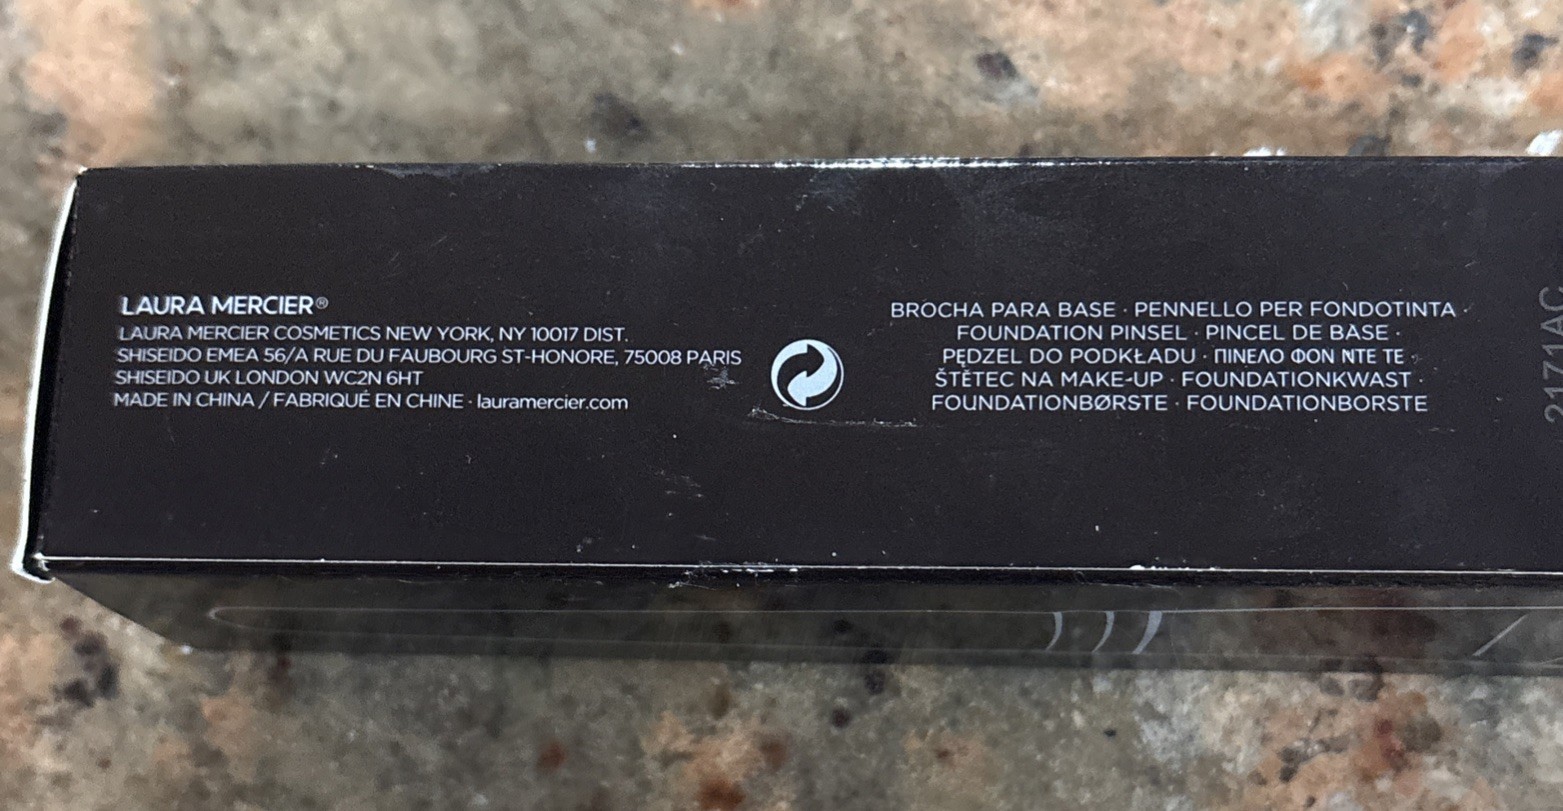 LAURA MERCIER®
LAURA MERCIER COSMETICS NEW YORK, NY 10017 DIST.
SHISEIDO EMEA 56/A RUE DU FAUBOURG ST-HONORE, 75008 PARIS
SHISEIDO UK LONDON WC2N 6HT
MADE IN CHINA / FABRIQUÉ EN CHINE · lauramercier.com
BROCHA PARA BASE · PENNELLO PER FONDOTINTA ·
FOUNDATION PINSEL · PINCEL DE BASE ·
PĘDZEL DO PODKŁADU · ΠΙΝΕΛΟ ΦΟΝ ΝΤΕ ΤΕ ·
ŠTĚTEC NA MAKE-UP · FOUNDATIONKWAST ·
FOUNDATIONBØRSTE · FOUNDATIONBORSTE
2171AC